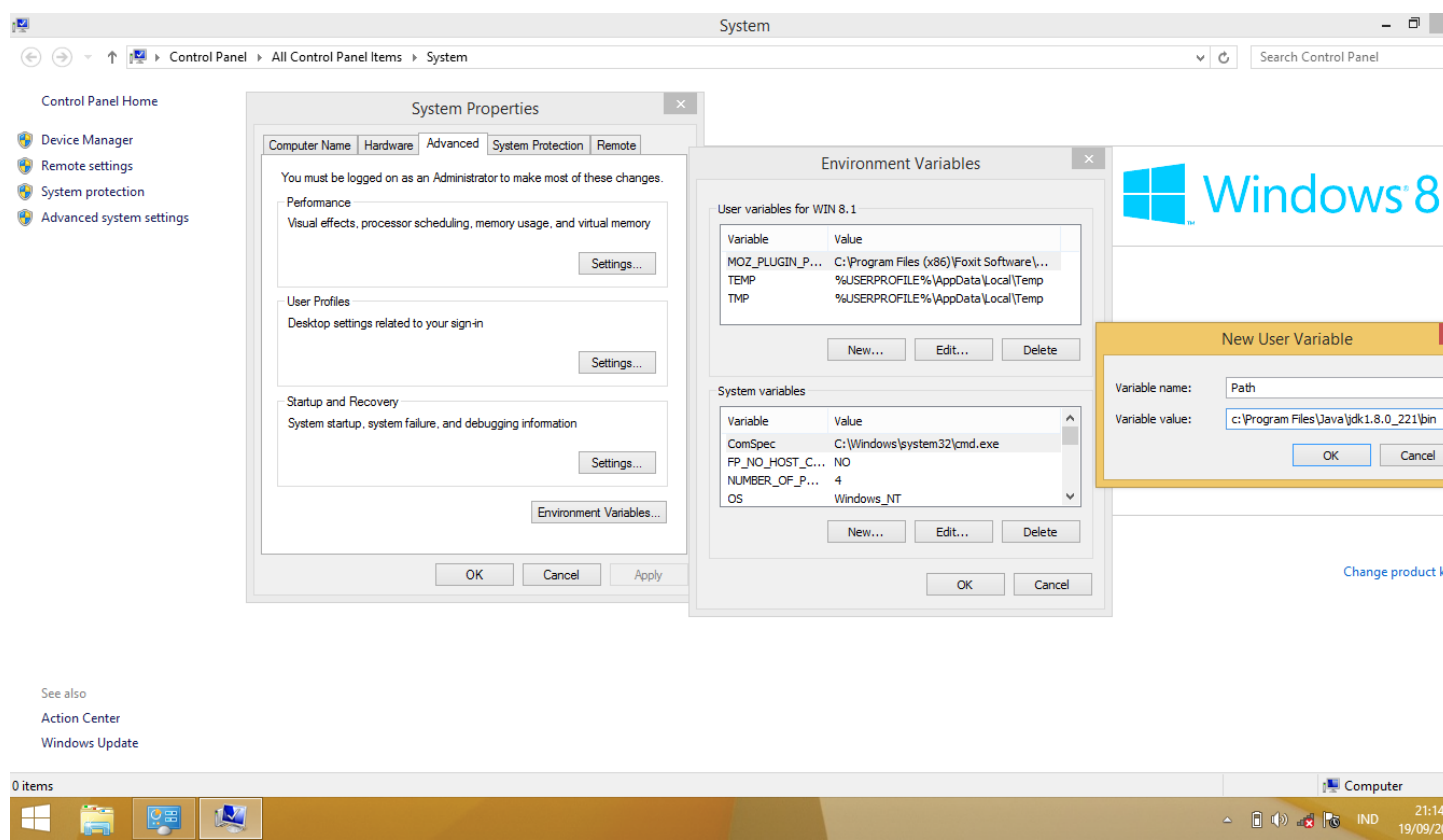 System
Control Panel All Control Panel Items System
Search Control Panel
Control Panel Home
Device Manager
Remote settings
System protection
Advanced system settings
System Properties
Computer Name Hardware Advanced System Protection Remote
You must be logged on as an Administrator to make most of these changes.
Performance
Visual effects, processor scheduling, memory usage, and virtual memory
Settings...
User Profiles
Desktop settings related to your sign-in
Settings...
Startup and Recovery
System startup, system failure, and debugging information
Settings...
Environment Variables...
OK Cancel Apply
Environment Variables
User variables for WIN 8.1
Variable Value
MOZ_PLUGIN_P... C:\Program Files (x86)\Foxit Software\...
TEMP %USERPROFILE%\AppData\Local\Temp
TMP %USERPROFILE%\AppData\Local\Temp
New... Edit... Delete
System variables
Variable Value
ComSpec C:\Windows\system32\cmd.exe
FP_NO_HOST_C... NO
NUMBER_OF_P... 4
OS Windows_NT
New... Edit... Delete
OK Cancel
Windows 8
New User Variable
Variable name: Path
Variable value: c:\Program Files\Java\jdk1.8.0_221\bin
OK Cancel
Change product
See also
Action Center
Windows Update
0 items
Computer
IND
21:14
19/09/